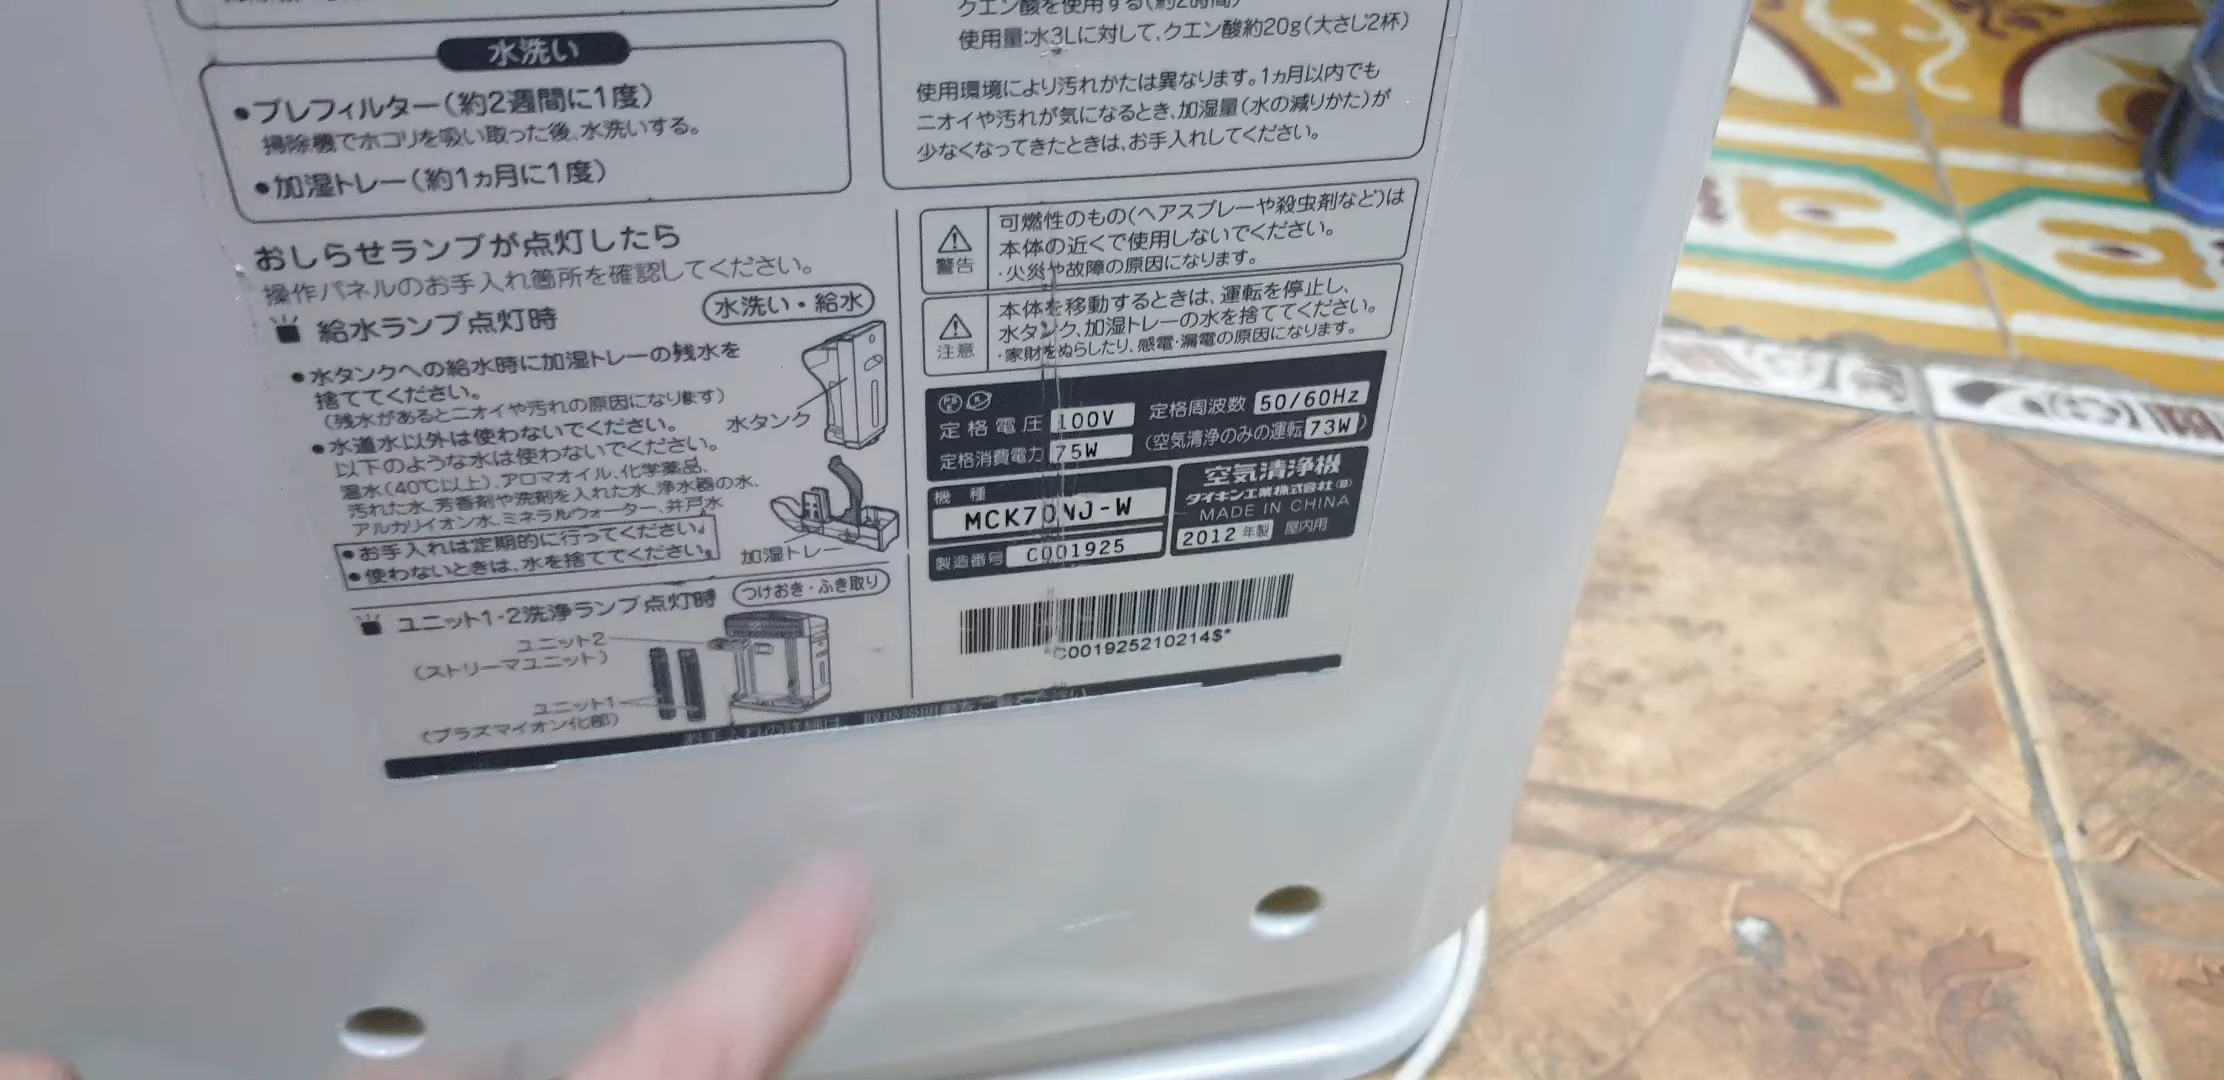 水洗い
●プレフィルター(約2週間に1度)
掃除機でホコリを吸い取った後、水洗いする。
●加湿トレー(約1ヵ月に1度)
おしらせランプが点灯したら
操作パネルのお手入れ箇所を確認してください。
給水ランプ点灯時
水洗い・給水
●水タンクへの給水時に加湿トレーの残水を
捨ててください。
(残水があるとニオイや汚れの原因になります)
●水道水以外は使わないでください。
以下のような水は使わないでください。
温水(40℃以上)、アロマオイル、化学薬品、
汚れた水、芳香剤や洗剤を入れた水、浄水器の水、
アルカリイオン水、ミネラルウォーター、井戸水
水タンク
加湿トレー
●お手入れは定期的に行ってください。
●使わないときは、水を捨ててください。
ユニット1・2洗浄ランプ点灯時
つけおき・ふき取り
ユニット2
(ストリーマユニット)
ユニット1
(プラズマイオン化部)
お手入れの詳細は、取扱説明書をご覧ください
クエン酸を使用する(約2時間)
使用量:水3Lに対して、クエン酸約20g(大さじ2杯)
使用環境により汚れかたは異なります。1ヵ月以内でも
ニオイや汚れが気になるとき、加湿量(水の減りかた)が
少なくなってきたときは、お手入れしてください。
警告
可燃性のもの(ヘアスプレーや殺虫剤など)は
本体の近くで使用しないでください。
・火災や故障の原因になります。
注意
本体を移動するときは、運転を停止し、
水タンク、加湿トレーの水を捨ててください。
・家財をぬらしたり、感電・漏電の原因になります。
定格電圧 100V 定格周波数 50/60Hz
定格消費電力 75W (空気清浄のみの運転 73W)
機種
MCK70NJ-W
製造番号 C001925
空気清浄機
ダイキン工業株式会社
MADE IN CHINA
2012 年製 屋内用
*C001925210214$*